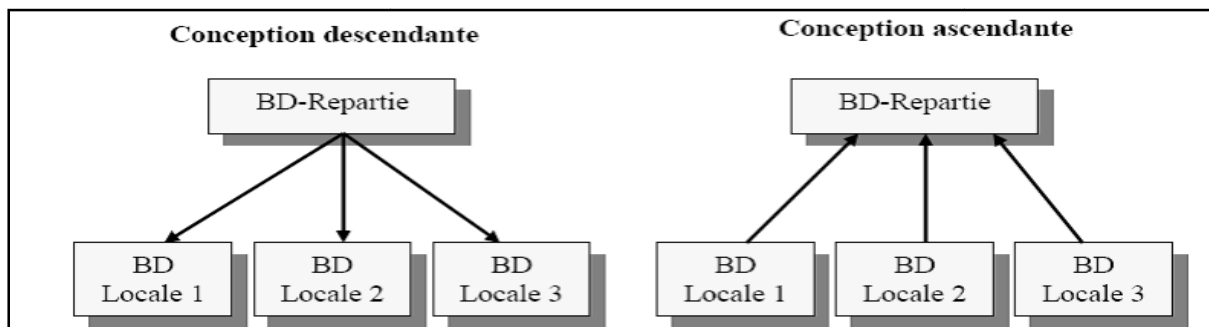 Conception descendante
BD-Repartie
BD
Locale 1
BD
Locale 2
BD
Locale 3
Conception ascendante
BD-Repartie
BD
Locale 1
BD
Locale 2
BD
Locale 3